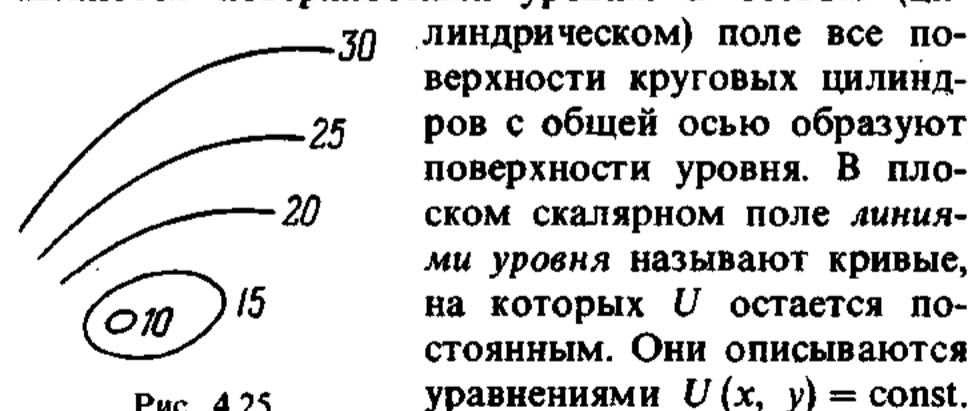 линдрическом) поле все по-
верхности круговых цилинд-
ров с общей осью образуют
поверхности уровня. В пло-
ском скалярном поле линия-
ми уровня называют кривые,
на которых U остается по-
стоянным. Они описываются
уравнениями U (x, y) = const.
30
25
20
15
10
Рис. 4.25